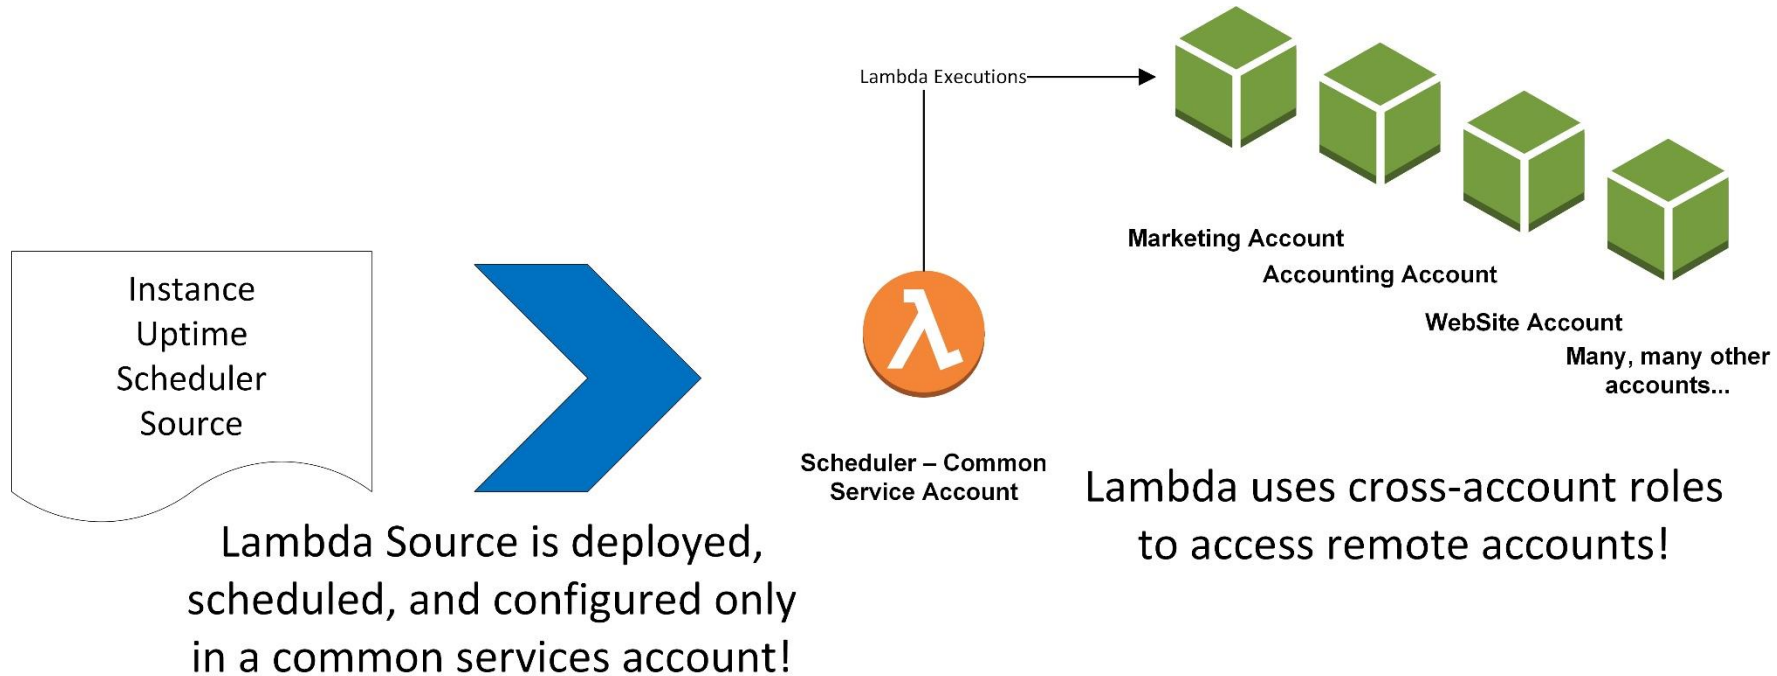 Lambda Executions
Marketing Account
Accounting Account
WebSite Account
Many, many other
accounts...
Instance
Uptime
Scheduler
Source
Scheduler – Common
Service Account
Lambda Source is deployed,
scheduled, and configured only
in a common services account!
Lambda uses cross-account roles
to access remote accounts!